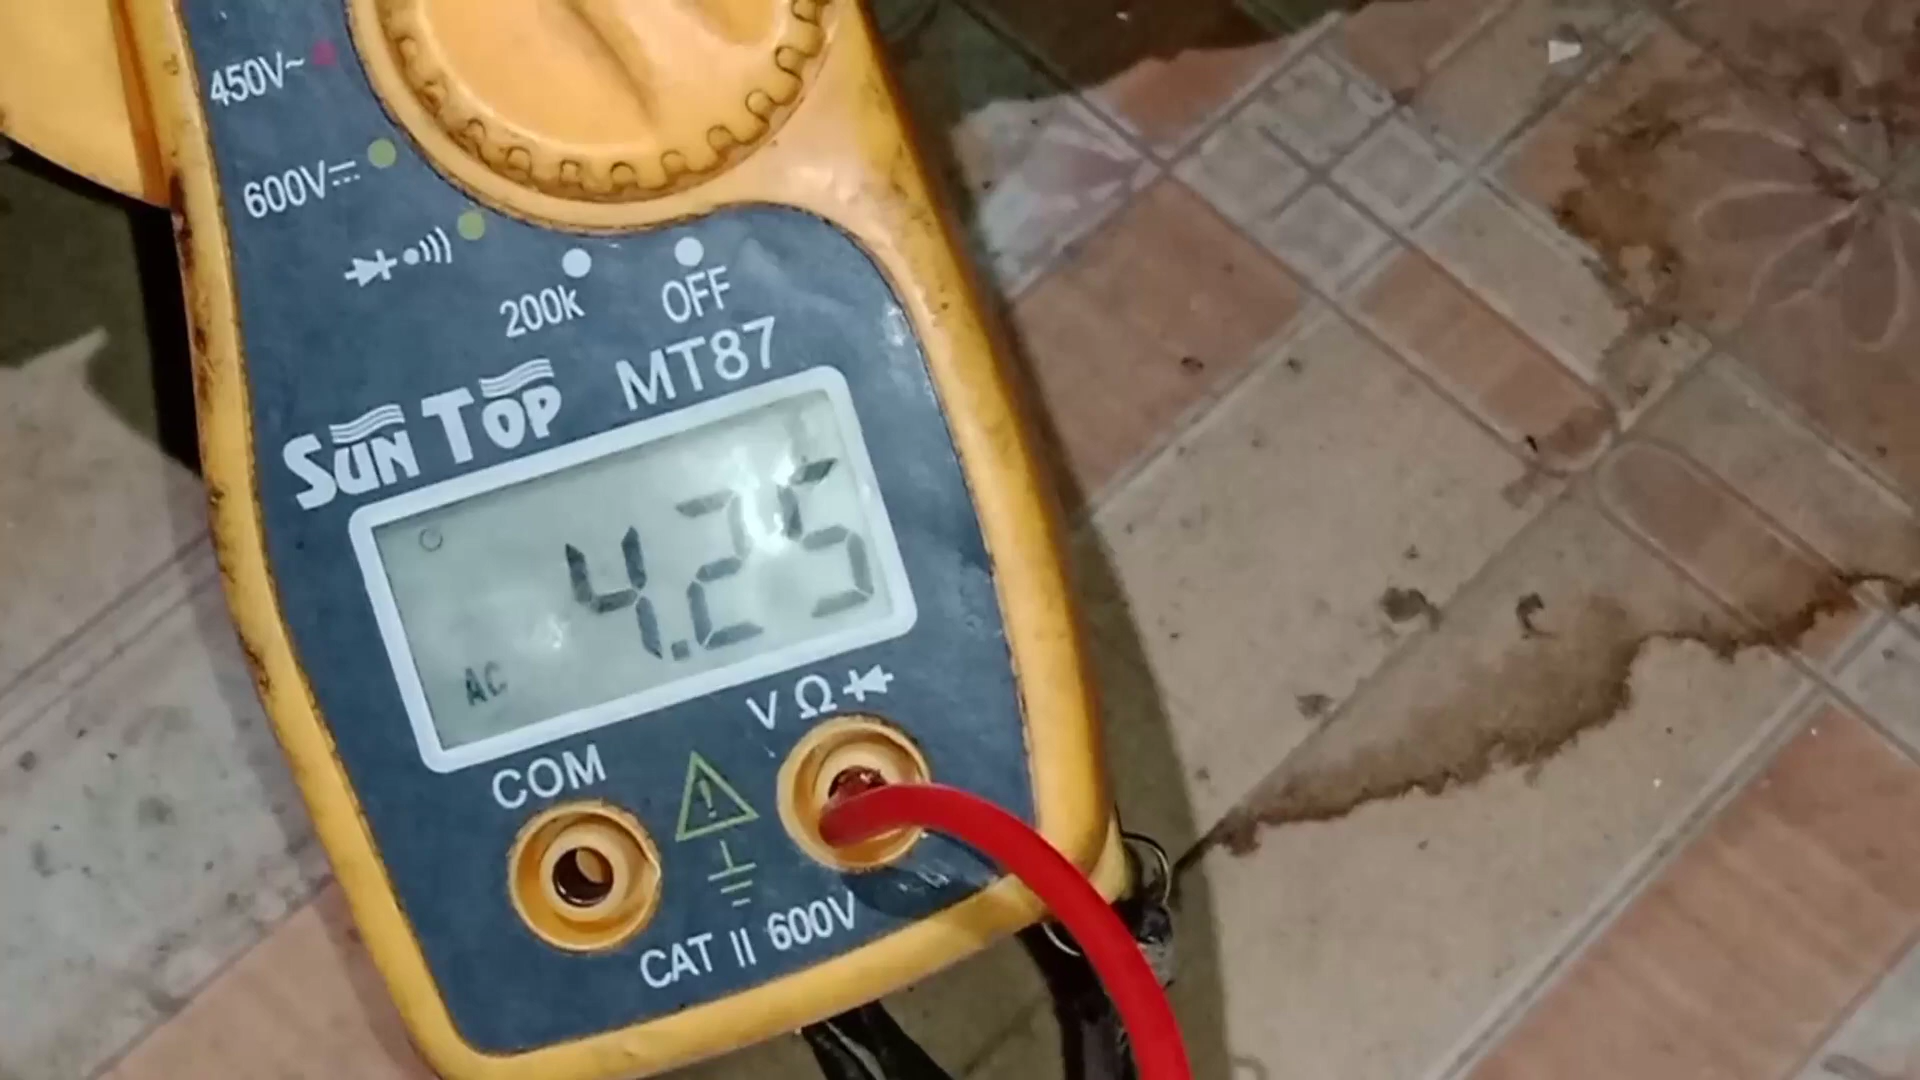 450V~
600V⎓
200k
OFF
SUN TOP
MT87
4.25
AC
V Ω
COM
CAT II 600V